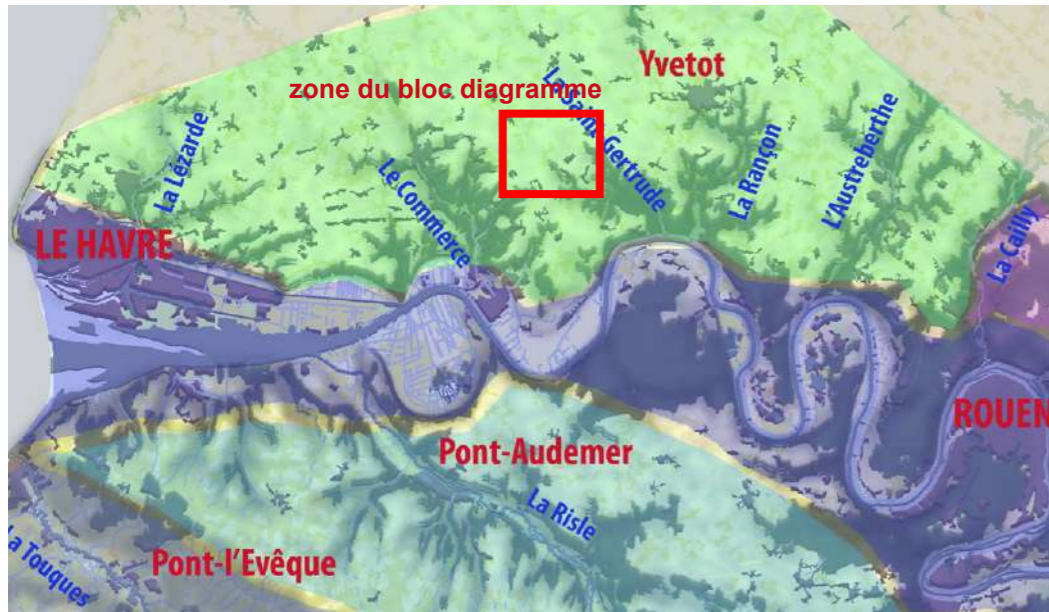 Yvetot
zone du bloc diagramme
La Saint-Gertrude
La Lézarde
Le Commerce
La Rançon
L'Austreberthe
La Cailly
LE HAVRE
ROUEN
Pont-Audemer
La Risle
Pont-l'Evêque
La Touques